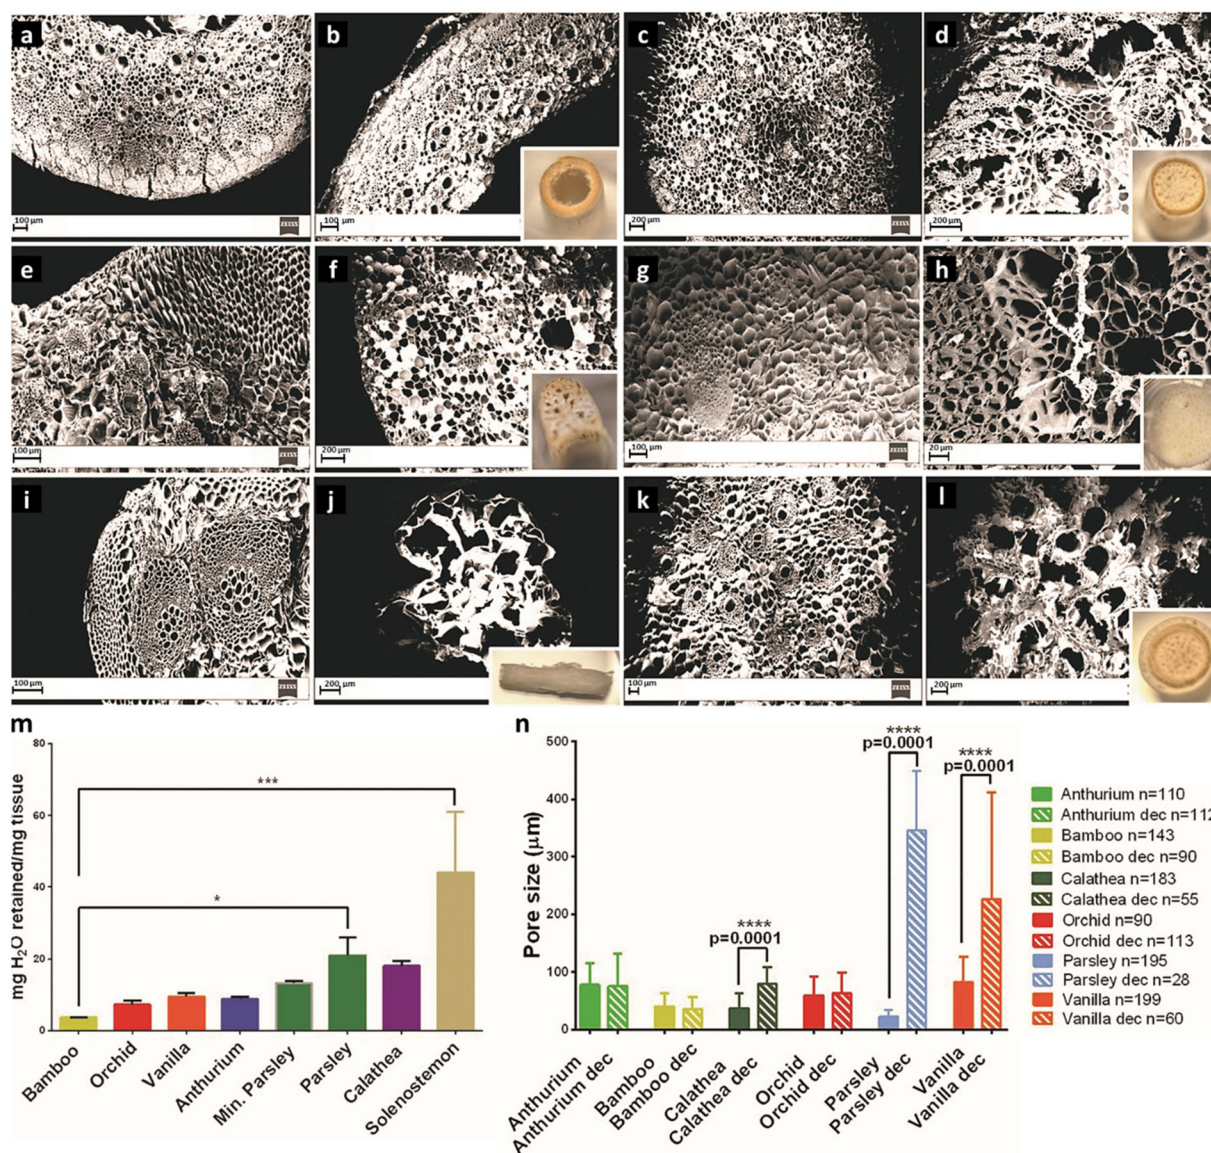 a b c d
100 µm ZEISS 100 µm 200 µm ZEISS 200 µm
e f g h
100 µm ZEISS 200 µm 100 µm 20 µm
i j k l
100 µm 200 µm 100 µm ZEISS 200 µm
m
mg H2O retained/mg tissue
80
60
40
20
0
***
*
Bamboo
Orchid
Vanilla
Anthurium
Min. Parsley
Parsley
Calathea
Solenostemon
n
Pore size (µm)
500
400
300
200
100
0
****
p=0.0001
****
p=0.0001
****
p=0.0001
Anthurium
Anthurium dec
Bamboo
Bamboo dec
Calathea
Calathea dec
Orchid
Orchid dec
Parsley
Parsley dec
Vanilla
Vanilla dec
Anthurium n=110
Anthurium dec n=112
Bamboo n=143
Bamboo dec n=90
Calathea n=183
Calathea dec n=55
Orchid n=90
Orchid dec n=113
Parsley n=195
Parsley dec n=28
Vanilla n=199
Vanilla dec n=60